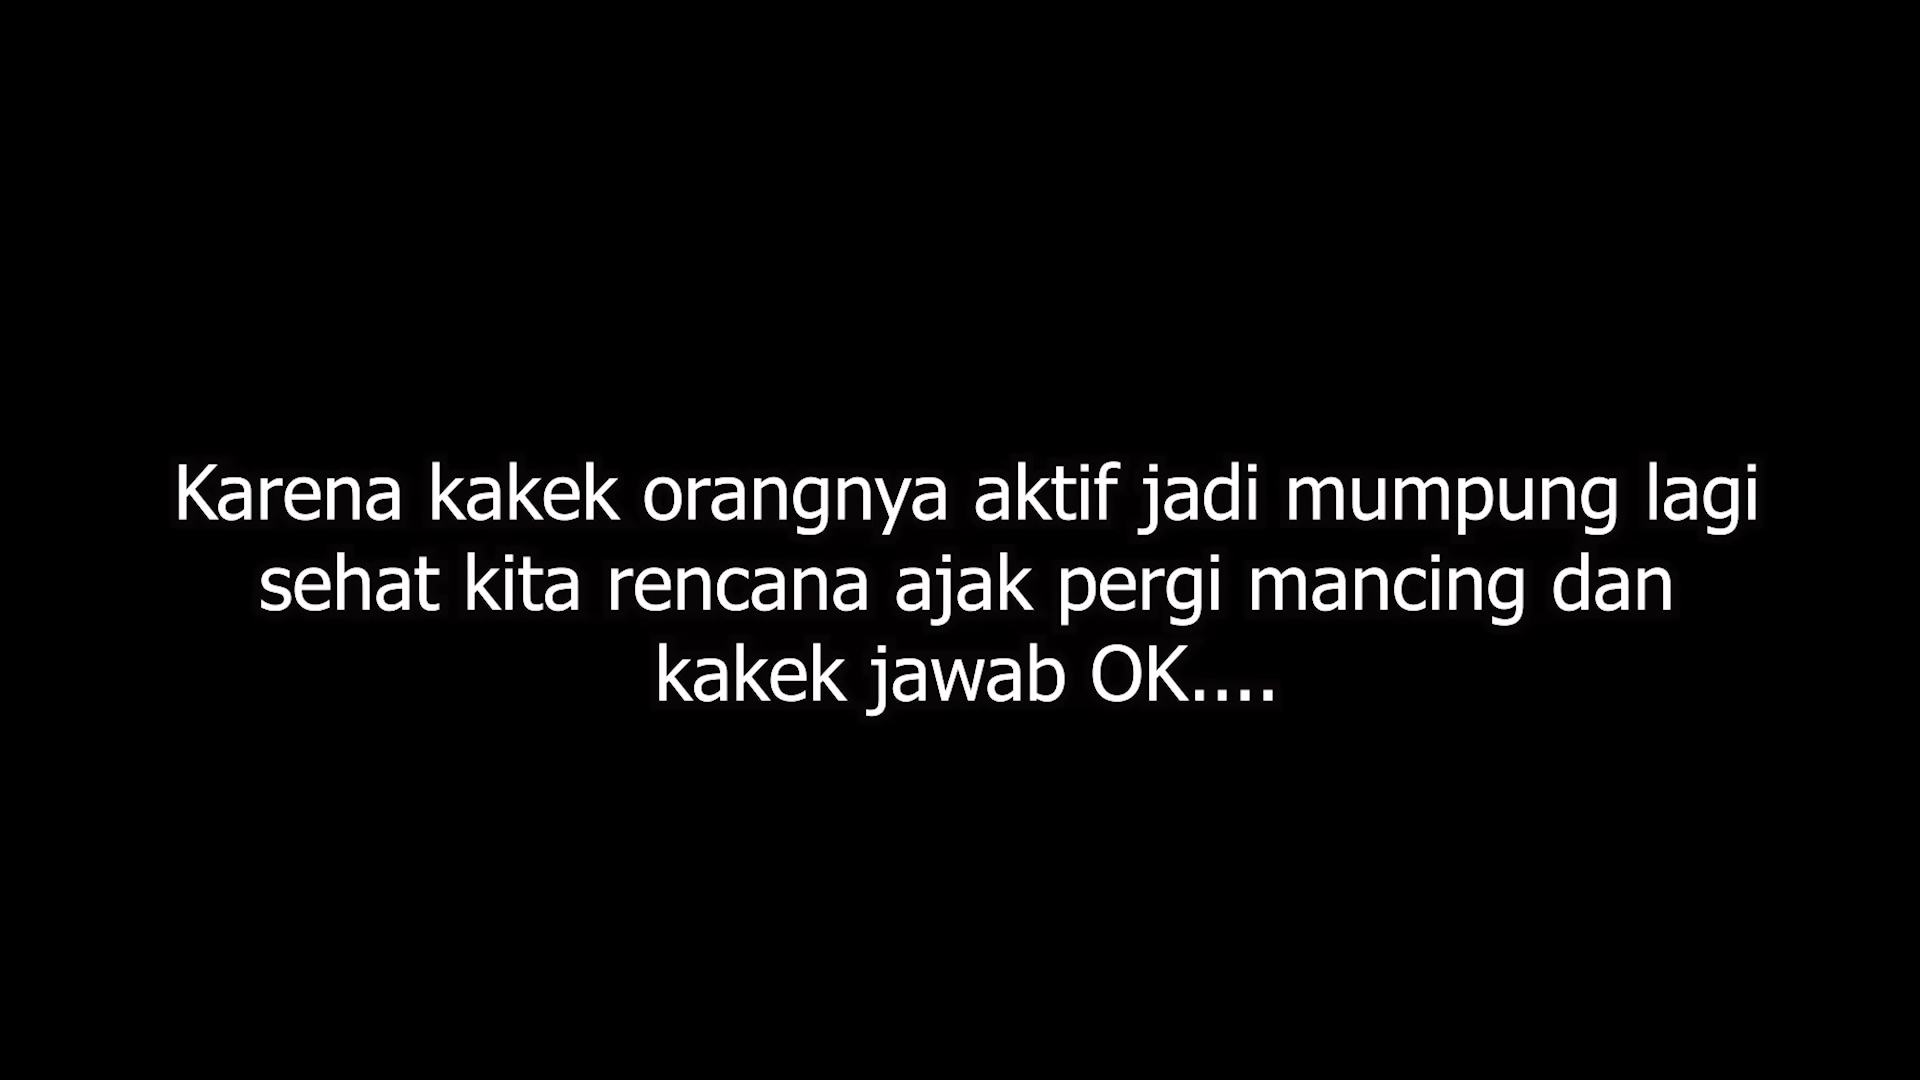 Karena kakek orangnya aktif jadi mumpung lagi
sehat kita rencana ajak pergi mancing dan
kakek jawab OK....